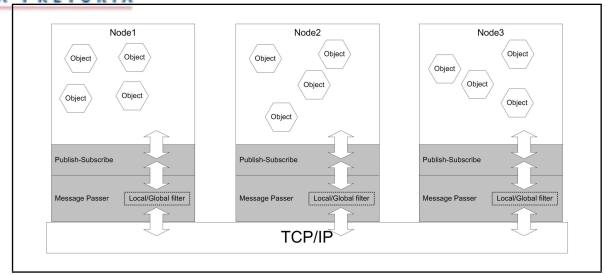 Node1
Node2
Node3
Object
Object
Object
Object
Object
Object
Object
Object
Object
Object
Object
Object
Publish-Subscribe
Publish-Subscribe
Publish-Subscribe
Message Passer
Local/Global filter
Message Passer
Local/Global filter
Message Passer
Local/Global filter
TCP/IP